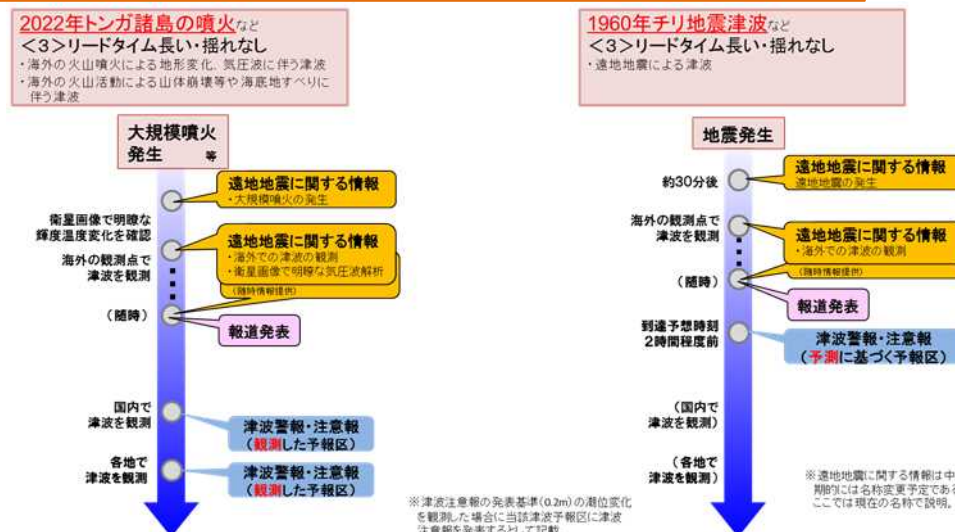 2022年トンガ諸島の噴火など
<3>リードタイム長い・揺れなし
・海外の火山噴火による地形変化、気圧波に伴う津波
・海外の火山活動による山体崩壊等や海底地すべりに
伴う津波
大規模噴火
発生 等
遠地地震に関する情報
・大規模噴火の発生
衛星画像で明瞭な
輝度温度変化を確認
遠地地震に関する情報
・海外での津波の観測
・衛星画像で明瞭な気圧波解析
(随時情報提供)
海外の観測点で
津波を観測
(随時)
報道発表
国内で
津波を観測
津波警報・注意報
(観測した予報区)
各地で
津波を観測
津波警報・注意報
(観測した予報区)
※津波注意報の発表基準(0.2m)の潮位変化
を観測した場合に当該津波予報区に津波
注意報を発表するとして記載
1960年チリ地震津波など
<3>リードタイム長い・揺れなし
・遠地地震による津波
地震発生
約30分後
遠地地震に関する情報
遠地地震の発生
海外の観測点で
津波を観測
遠地地震に関する情報
・海外での津波の観測
(随時情報提供)
(随時)
報道発表
到達予想時刻
2時間程度前
津波警報・注意報
(予測に基づく予報区)
(国内で
津波を観測)
(各地で
津波を観測)
※遠地地震に関する情報は中
期的には名称変更予定である
ここでは現在の名称で説明。